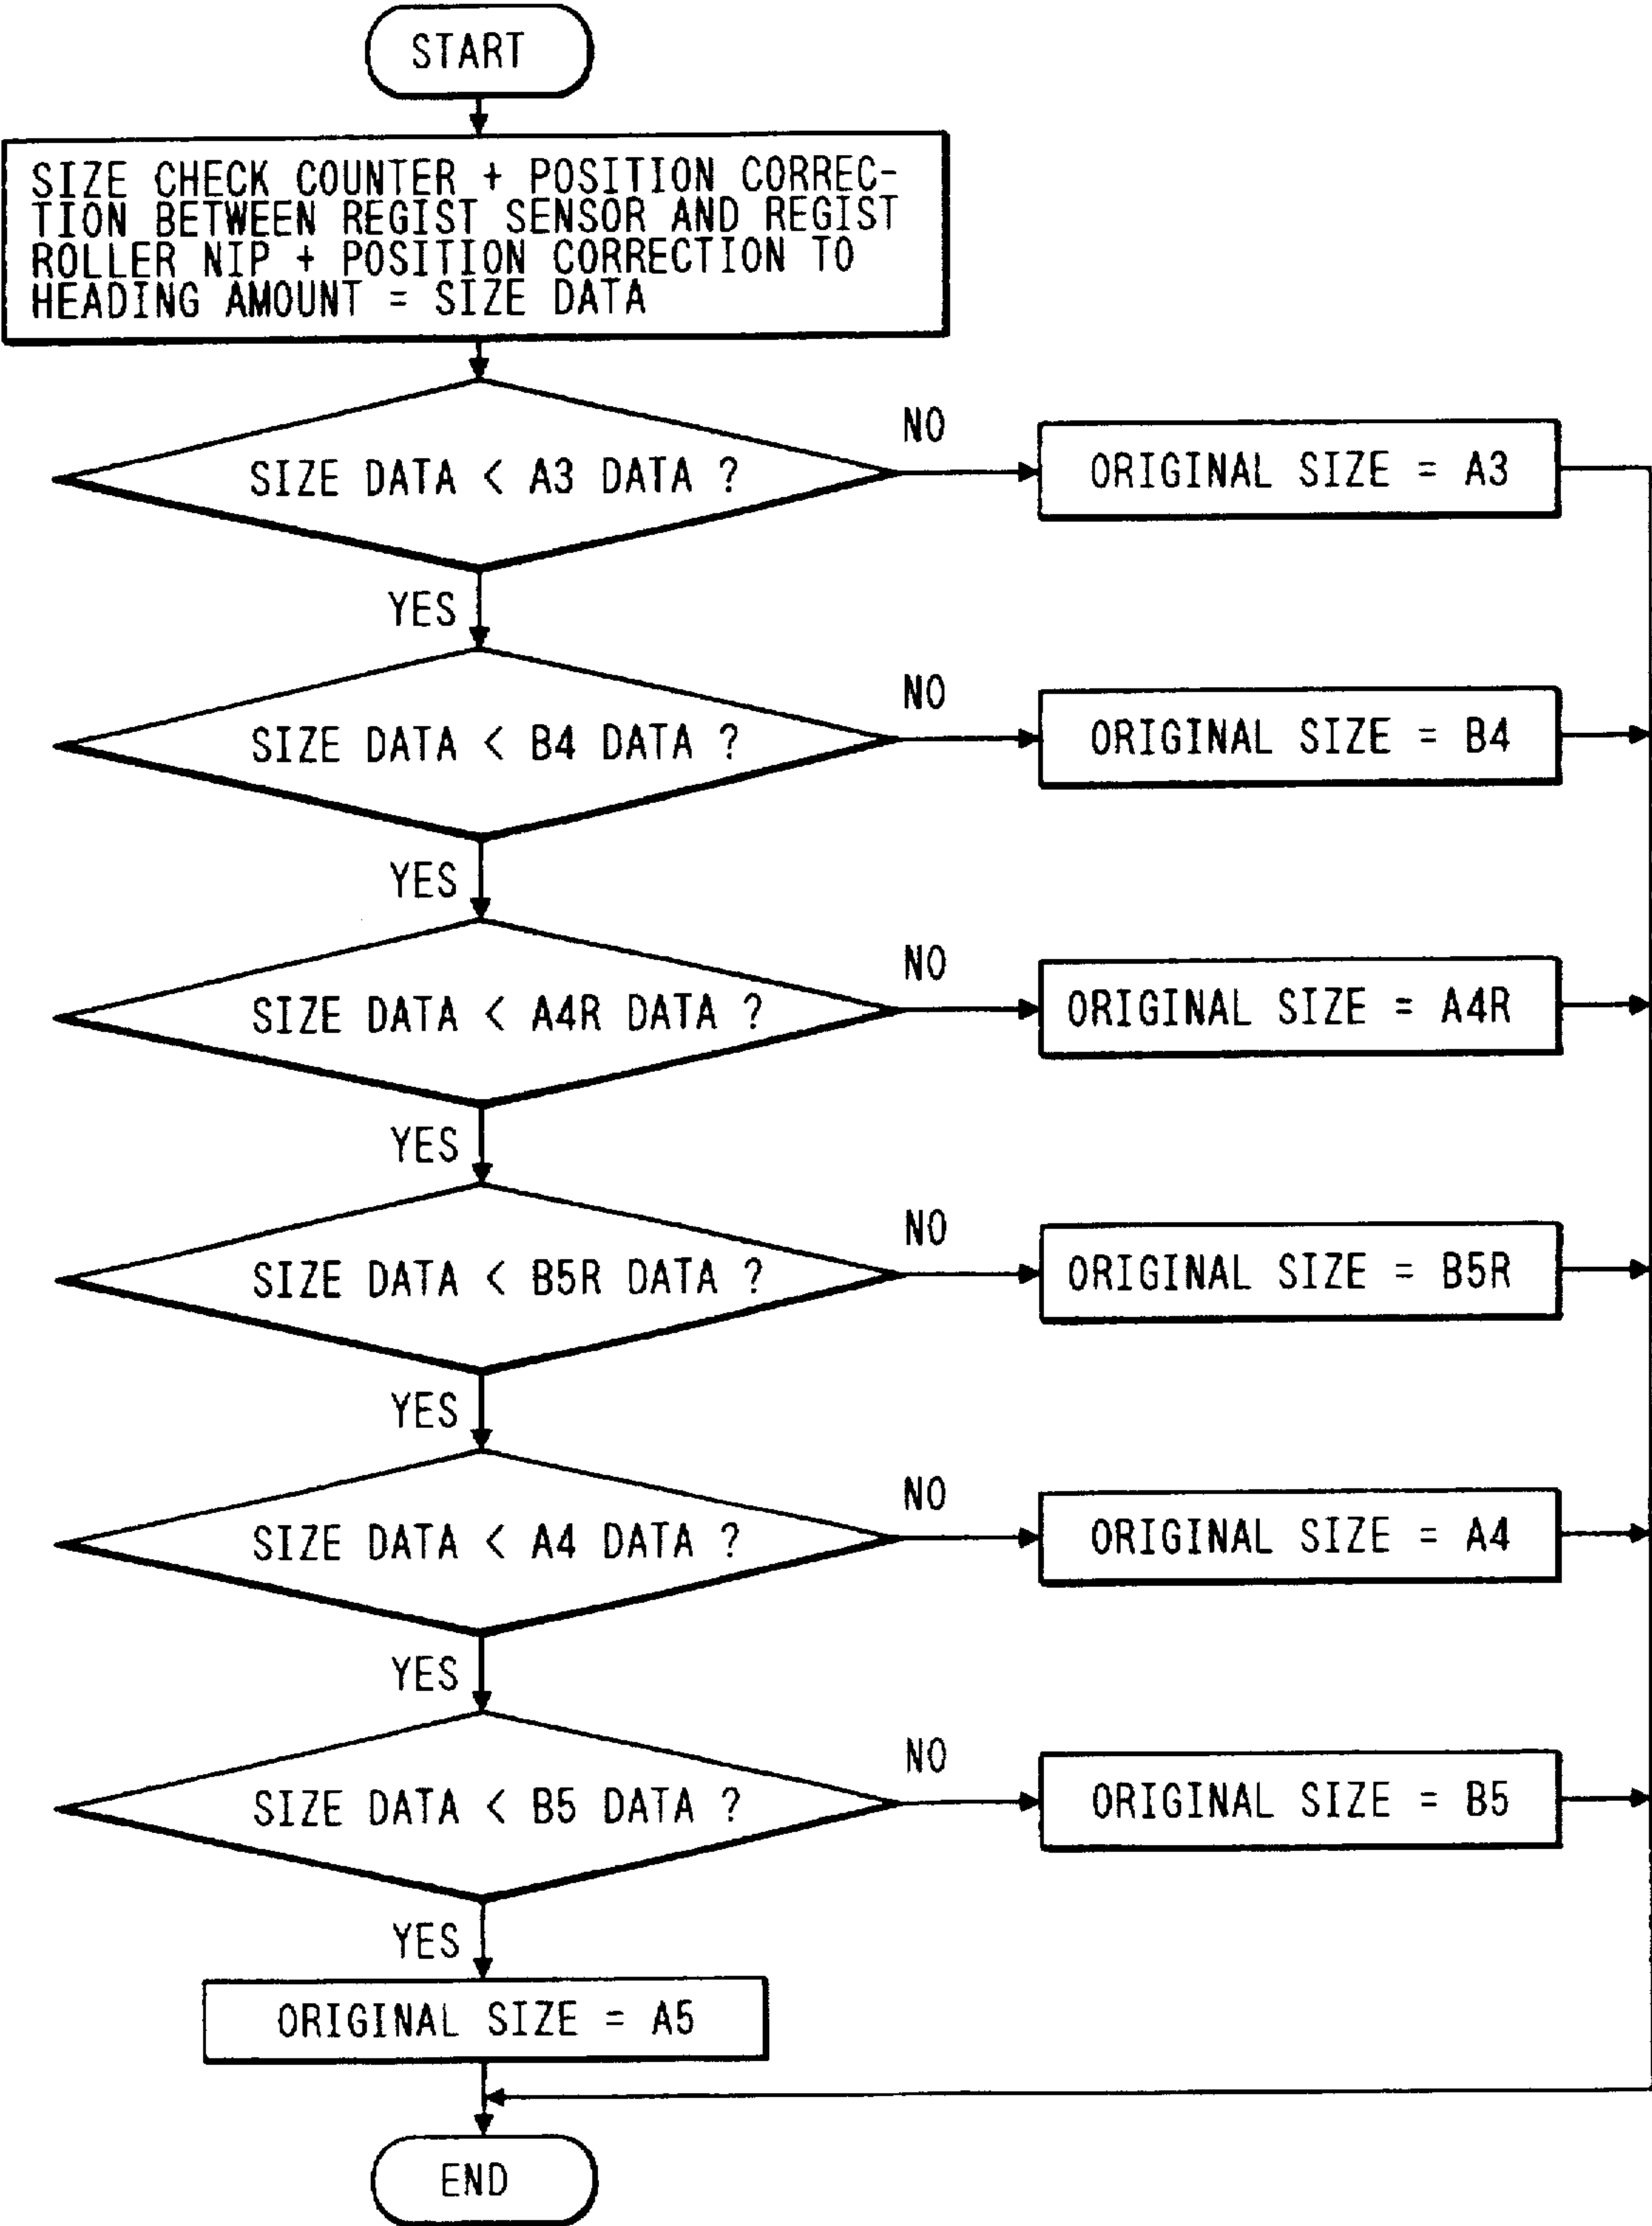 START
SIZE CHECK COUNTER + POSITION CORREC-
TION BETWEEN REGIST SENSOR AND REGIST
ROLLER NIP + POSITION CORRECTION TO
HEADING AMOUNT = SIZE DATA
SIZE DATA < A3 DATA ?
NO
ORIGINAL SIZE = A3
YES
SIZE DATA < B4 DATA ?
NO
ORIGINAL SIZE = B4
YES
SIZE DATA < A4R DATA ?
NO
ORIGINAL SIZE = A4R
YES
SIZE DATA < B5R DATA ?
NO
ORIGINAL SIZE = B5R
YES
SIZE DATA < A4 DATA ?
NO
ORIGINAL SIZE = A4
YES
SIZE DATA < B5 DATA ?
NO
ORIGINAL SIZE = B5
YES
ORIGINAL SIZE = A5
END